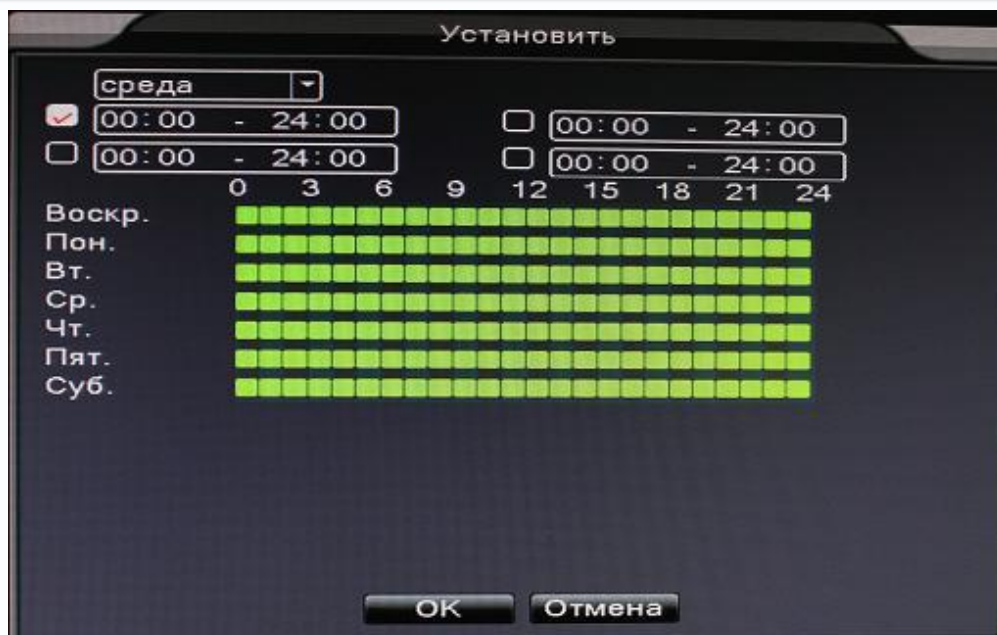 Установить
среда
00:00 - 24:00
00:00 - 24:00
00:00 - 24:00
00:00 - 24:00
0 3 6 9 12 15 18 21 24
Воскр.
Пон.
Вт.
Ср.
Чт.
Пят.
Суб.
OK Отмена